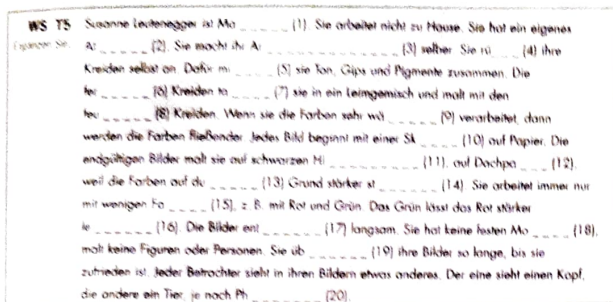 WS T5 Susanne Leutenegger ist Ma _ _ _ _ _ (1). Sie arbeitet nicht zu Hause. Sie hat ein eigenes
Ergänzen Sie. At _ _ _ _ _ (2). Sie macht ihr A _ _ _ _ _ _ _ _ _ _ _ _ _ _ (3) selber. Sie rü _ _ _ (4) ihre
Kreiden selbst an. Dafür mi _ _ _ _ (5) sie Ton, Gips und Pigmente zusammen. Die
feu _ _ _ _ _ (6) Kreiden ta _ _ _ _ (7) sie in ein Leimgemisch und malt mit den
feu _ _ _ _ _ (8) Kreiden. Wenn sie die Farben sehr wä _ _ _ _ _ (9) verarbeitet, dann
werden die Farben fließender. Jedes Bild beginnt mit einer Sk _ _ _ _ (10) auf Papier. Die
endgültigen Bilder malt sie auf schwarzen Hi _ _ _ _ _ _ _ _ (11), auf Dachpa _ _ _ (12),
weil die Farben auf du _ _ _ _ (13) Grund stärker st _ _ _ _ _ _ (14). Sie arbeitet immer nur
mit wenigen Fa _ _ _ _ (15), z. B. mit Rot und Grün. Das Grün lässt das Rot stärker
le _ _ _ _ _ _ (16). Die Bilder ent _ _ _ _ _ _ (17) langsam. Sie hat keine festen Mo _ _ _ _ (18),
malt keine Figuren oder Personen. Sie üb _ _ _ _ _ _ (19) ihre Bilder so lange, bis sie
zufrieden ist. Jeder Betrachter sieht in ihren Bildern etwas anderes. Der eine sieht einen Kopf,
die andere ein Tier, je nach Ph _ _ _ _ _ _ _ (20).